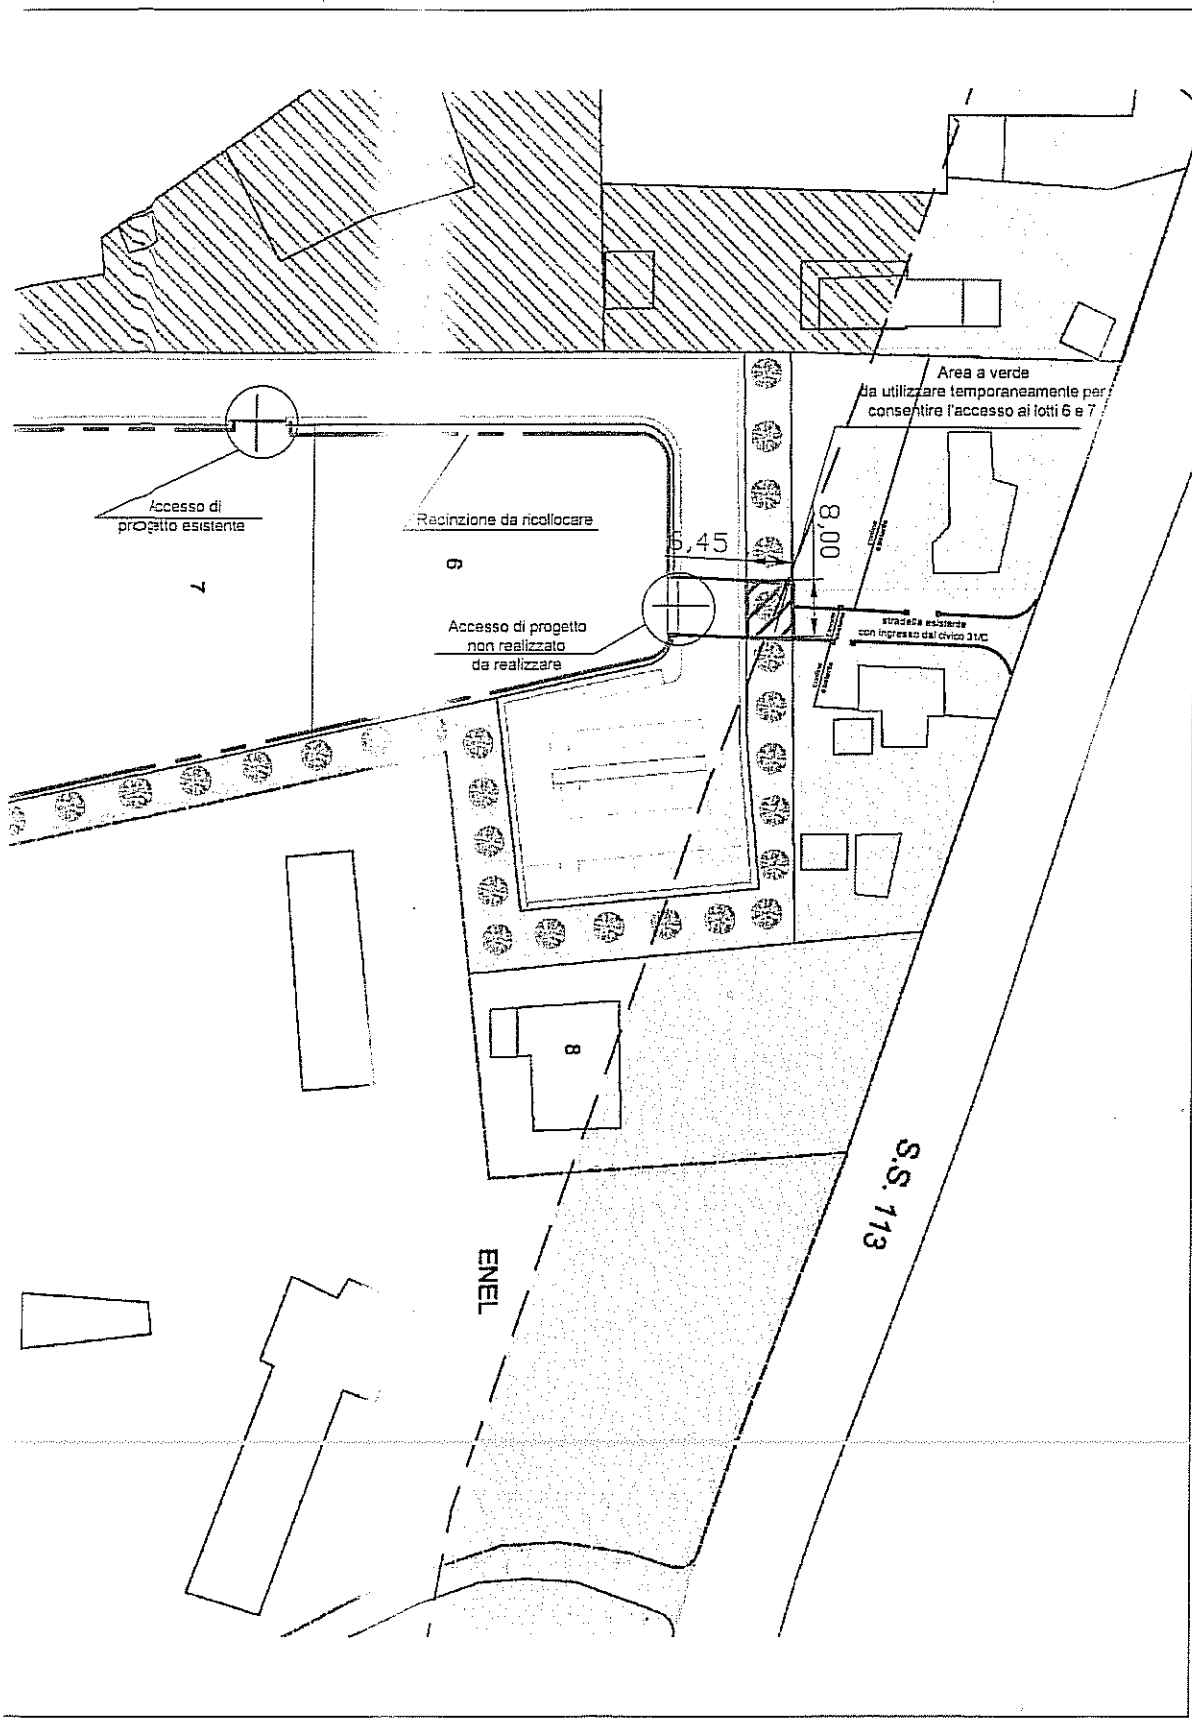 Area a verde
da utilizzare temporaneamente per
consentire l'accesso ai lotti 6 e 7
Accesso di
progetto esistente
Recinzione da ricollocare
6,45
8,00
7
6
Accesso di progetto
non realizzato
da realizzare
stradella esistente
con ingresso dal civico 31/C
8
S.S. 113
ENEL